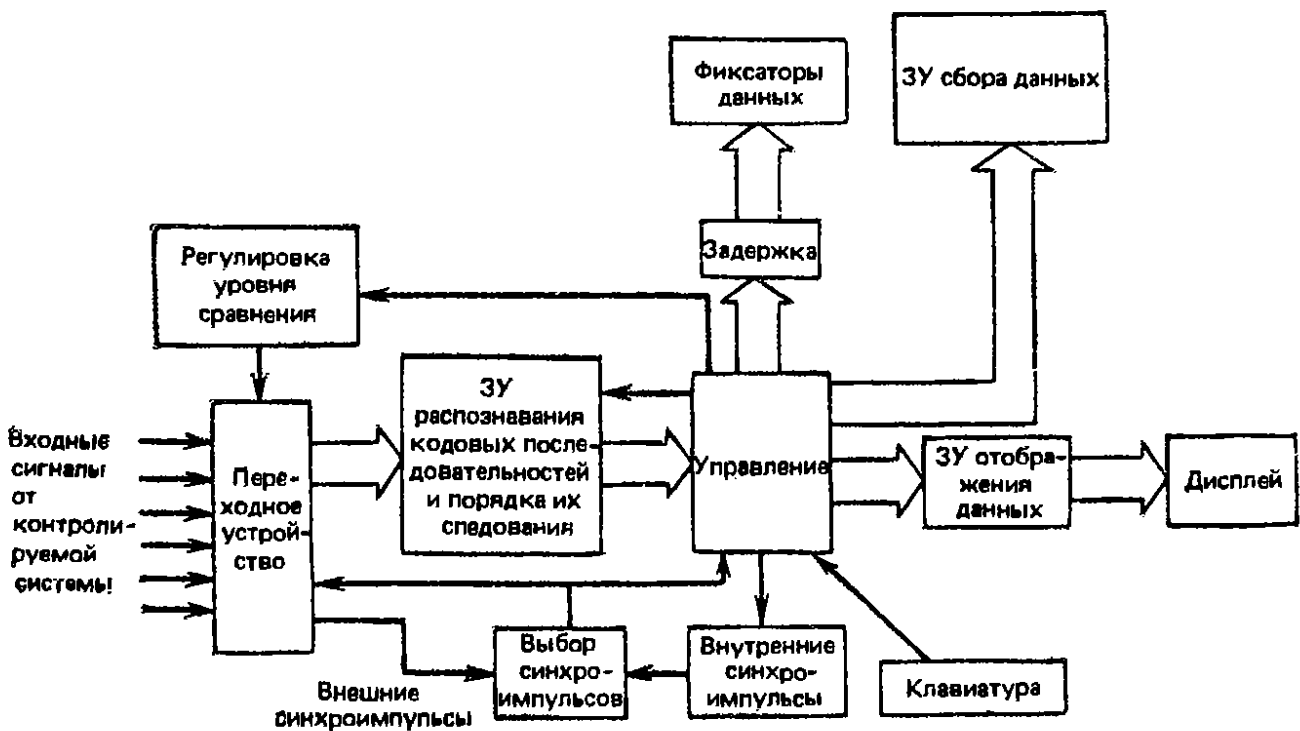 Фиксаторы
данных
ЗУ сбора данных
Задержка
Регулировка
уровня
сравнения
ЗУ
распознавания
кодовых после-
довательностей
и порядка их
следования
Управление
ЗУ отобра-
жения
данных
Дисплей
Входные
сигналы
от
контроли-
руемой
системы
Пере-
ходное
устрой-
ство
Выбор
синхро-
импульсов
Внутренние
синхро-
импульсы
Клавиатура
Внешние
синхроимпульсы